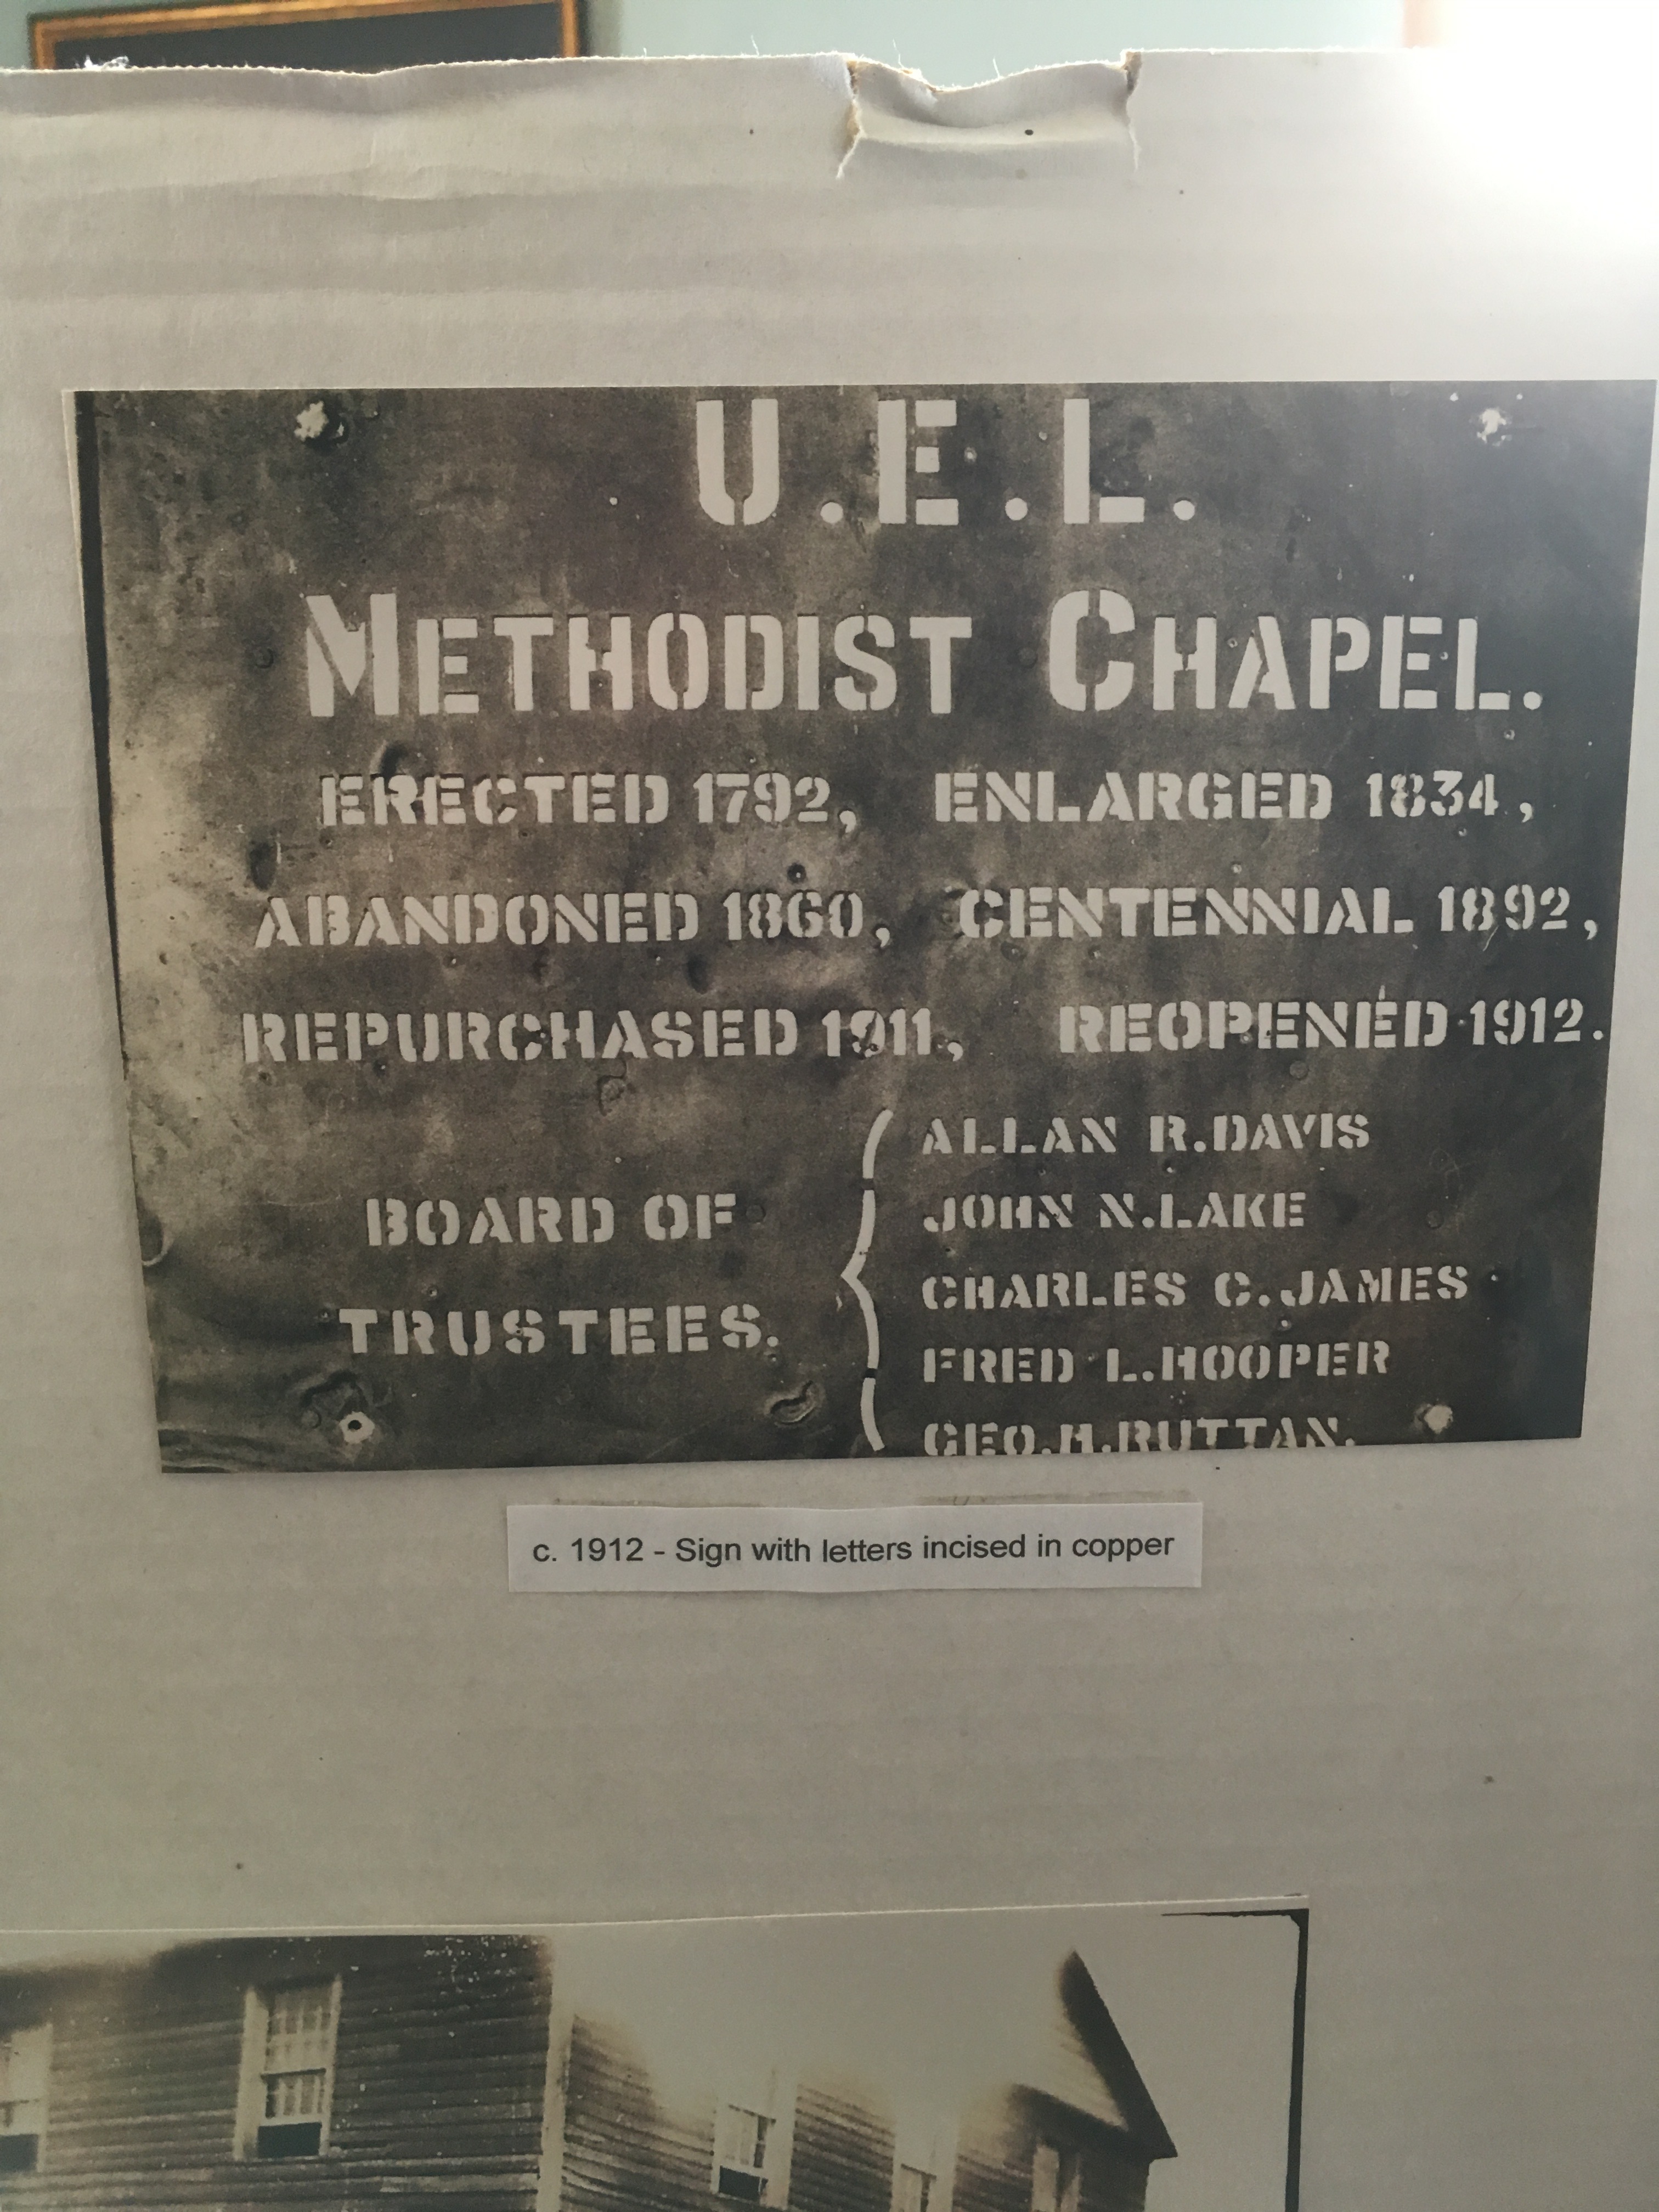 U.E.L.
METHODIST CHAPEL.
ERECTED 1792, ENLARGED 1834,
ABANDONED 1860, CENTENNIAL 1892,
REPURCHASED 1911, REOPENED 1912.
BOARD OF
TRUSTEES.
ALLAN R. DAVIS
JOHN N. LAKE
CHARLES C. JAMES
FRED L. HOOPER
GEO. H. RUTTAN.
c. 1912 - Sign with letters incised in copper